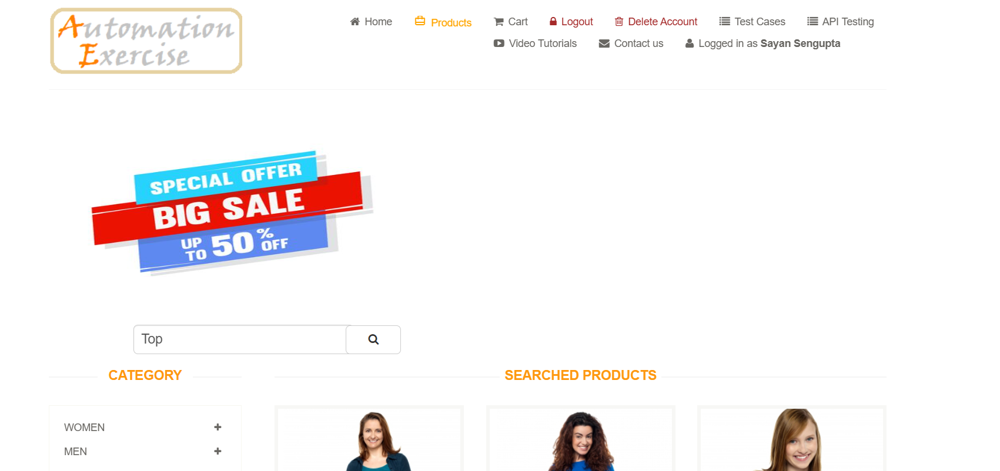 Automation
Exercise
Home
Products
Cart
Logout
Delete Account
Test Cases
API Testing
Video Tutorials
Contact us
Logged in as Sayan Sengupta
SPECIAL OFFER
BIG SALE
UP TO 50% OFF
Top
CATEGORY
SEARCHED PRODUCTS
WOMEN
MEN